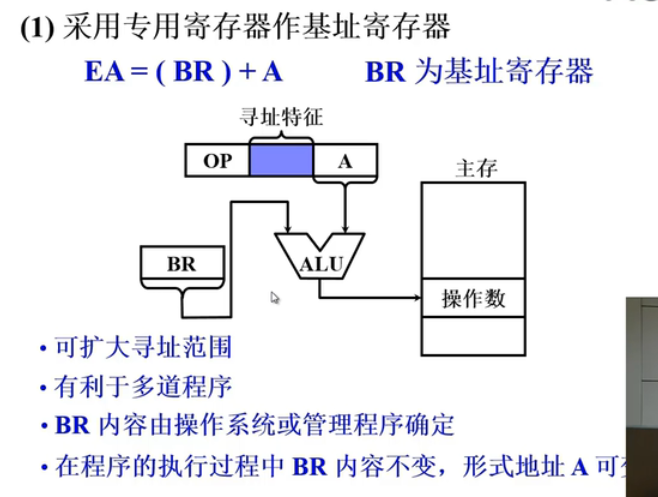 (1) 采用专用寄存器作基址寄存器
EA = ( BR ) + A BR 为基址寄存器
寻址特征
OP A
主存
BR
ALU
操作数
• 可扩大寻址范围
• 有利于多道程序
• BR 内容由操作系统或管理程序确定
• 在程序的执行过程中 BR 内容不变，形式地址 A 可